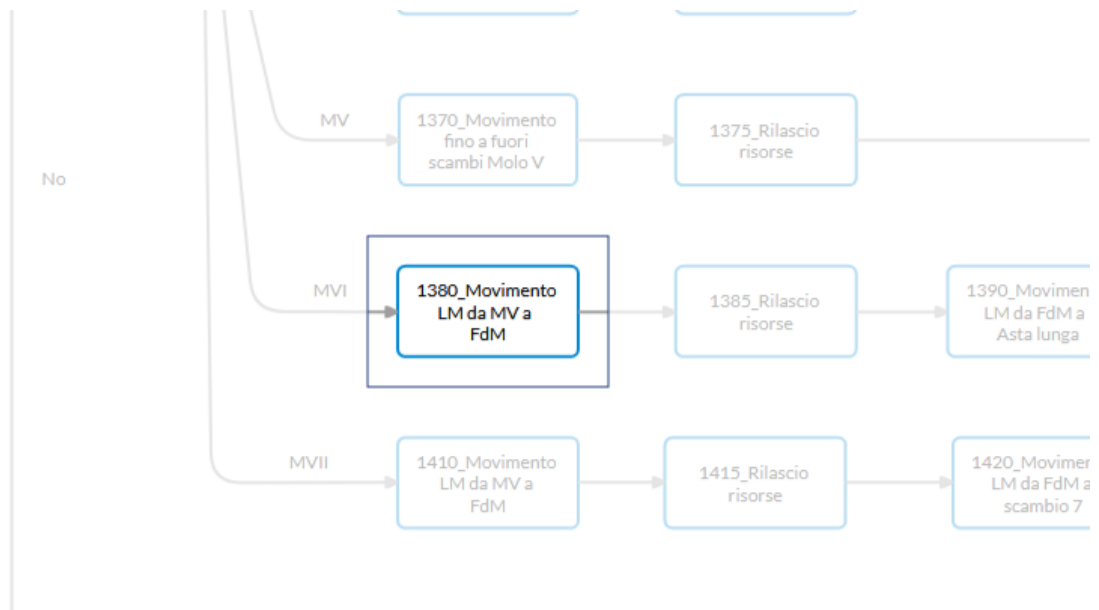 MV
1370_Movimento
fino a fuori
scambi Molo V
1375_Rilascio
risorse
No
MVI
1380_Movimento
LM da MV a
FdM
1385_Rilascio
risorse
1390_Movimen
LM da FdM a
Asta lunga
MVII
1410_Movimento
LM da MV a
FdM
1415_Rilascio
risorse
1420_Movimen
LM da FdM a
scambio 7